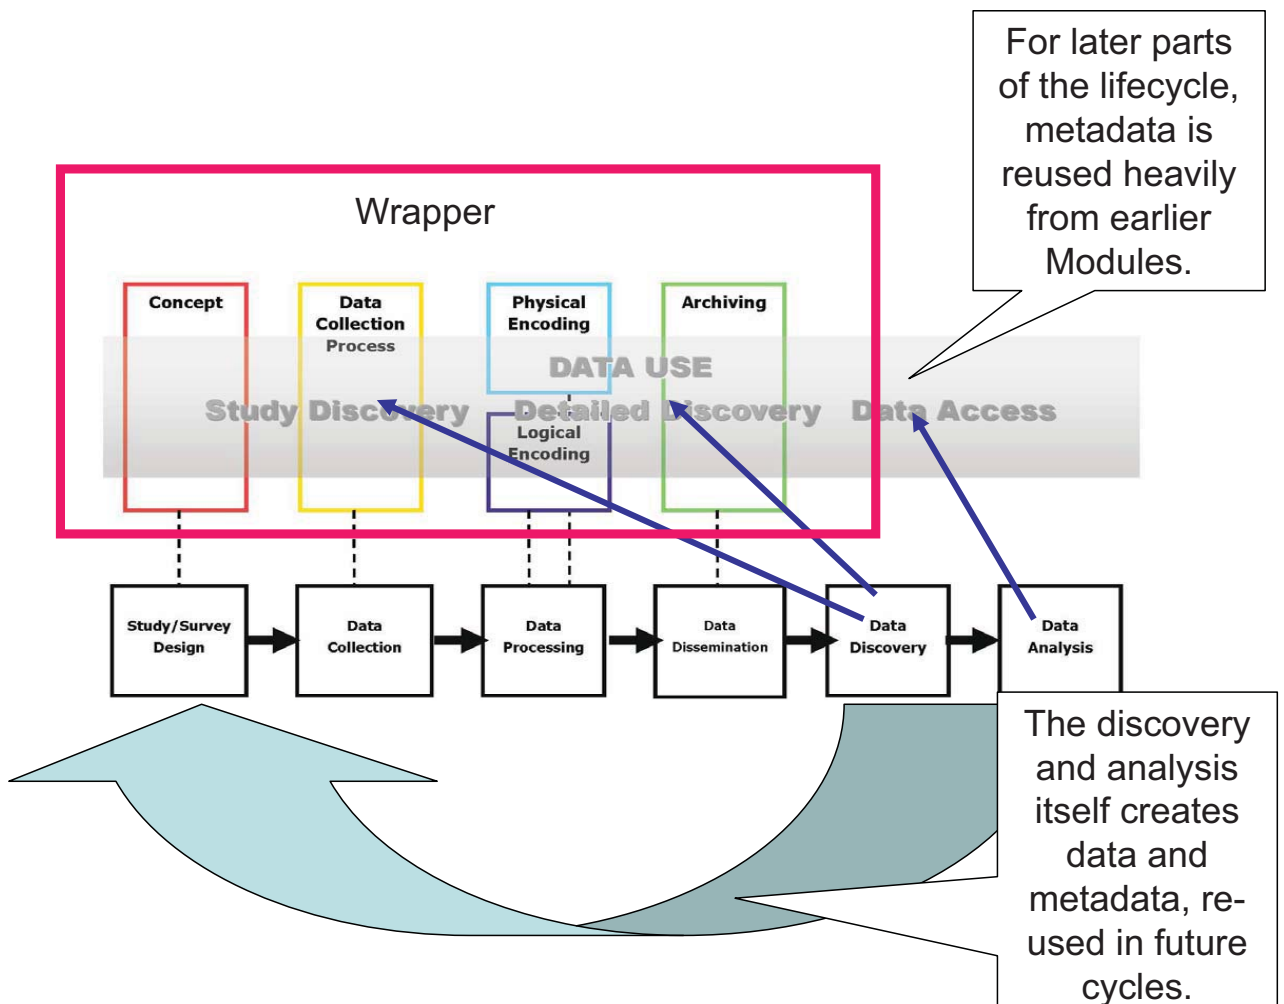 For later parts
of the lifecycle,
metadata is
reused heavily
from earlier
Modules.
Wrapper
Concept
Data
Collection
Process
Physical
Encoding
Archiving
DATA USE
Study Discovery
Detailed Discovery
Data Access
Logical
Encoding
Study/Survey
Design
Data
Collection
Data
Processing
Data
Dissemination
Data
Discovery
Data
Analysis
The discovery
and analysis
itself creates
data and
metadata, re-
used in future
cycles.